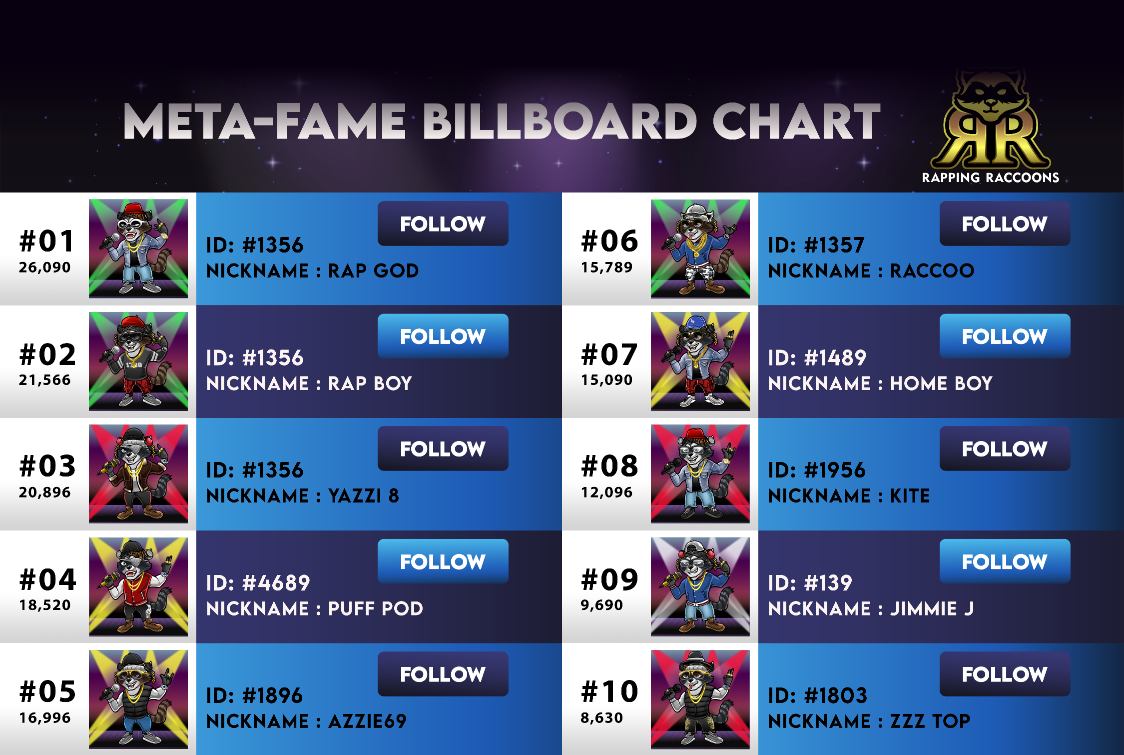 META-FAME BILLBOARD CHART
RR
RAPPING RACCOONS
#01
26,090
FOLLOW
ID: #1356
NICKNAME : RAP GOD
#02
21,566
FOLLOW
ID: #1356
NICKNAME : RAP BOY
#03
20,896
FOLLOW
ID: #1356
NICKNAME : YAZZI 8
#04
18,520
FOLLOW
ID: #4689
NICKNAME : PUFF POD
#05
16,996
FOLLOW
ID: #1896
NICKNAME : AZZIE69
#06
15,789
FOLLOW
ID: #1357
NICKNAME : RACCOO
#07
15,090
FOLLOW
ID: #1489
NICKNAME : HOME BOY
#08
12,096
FOLLOW
ID: #1956
NICKNAME : KITE
#09
9,690
FOLLOW
ID: #139
NICKNAME : JIMMIE J
#10
8,630
FOLLOW
ID: #1803
NICKNAME : ZZZ TOP